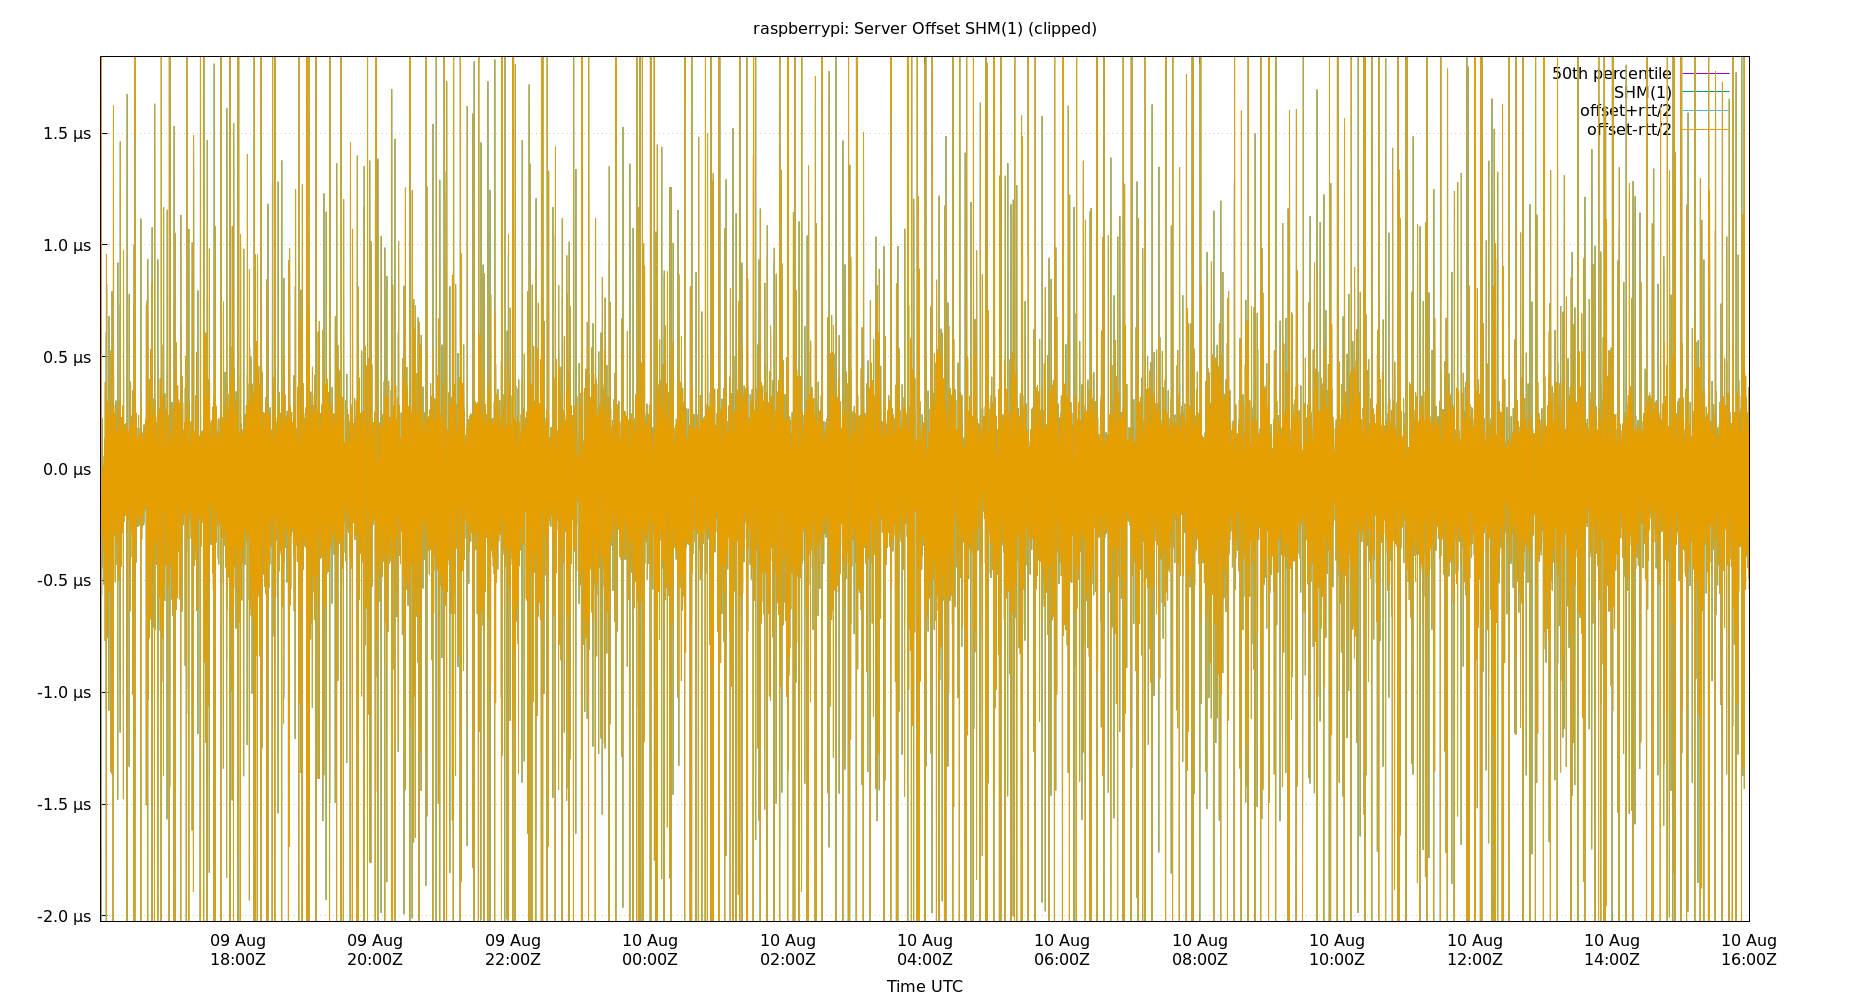 raspberrypi: Server Offset SHM(1) (clipped)
50th percentile
SHM(1)
offset+rtt/2
offset-rtt/2
1.5 µs
1.0 µs
0.5 µs
0.0 µs
-0.5 µs
-1.0 µs
-1.5 µs
-2.0 µs
09 Aug 09 Aug 09 Aug 10 Aug 10 Aug 10 Aug 10 Aug 10 Aug 10 Aug 10 Aug 10 Aug 10 Aug
18:00Z 20:00Z 22:00Z 00:00Z 02:00Z 04:00Z 06:00Z 08:00Z 10:00Z 12:00Z 14:00Z 16:00Z
Time UTC